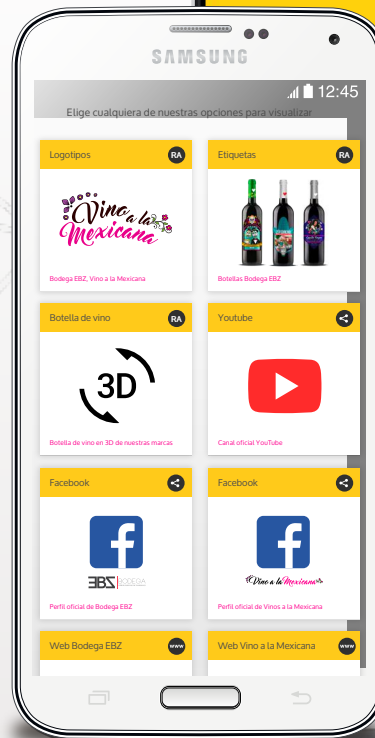 SAMSUNG
12:45
Elige cualquiera de nuestras opciones para visualizar
Logotipos RA
Etiquetas RA
Vino a la
Mexicana
Bodega EBZ, Vino a la Mexicana
Botellas Bodega EBZ
Botella de vino RA
Youtube
3D
Botella de vino en 3D de nuestras marcas
Canal oficial YouTube
Facebook
Facebook
EBZ BODEGA
Vino a la Mexicana
Perfil oficial de Bodega EBZ
Perfil oficial de Vinos a la Mexicana
Web Bodega EBZ www
Web Vino a la Mexicana www